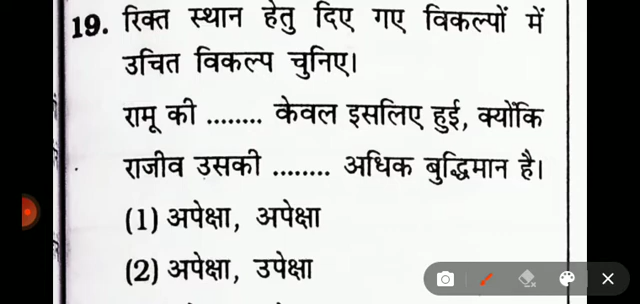 19. रिक्त स्थान हेतु दिए गए विकल्पों में
उचित विकल्प चुनिए।
रामू की ........ केवल इसलिए हुई, क्योंकि
राजीव उसकी ........ अधिक बुद्धिमान है।
(1) अपेक्षा, अपेक्षा
(2) अपेक्षा, उपेक्षा